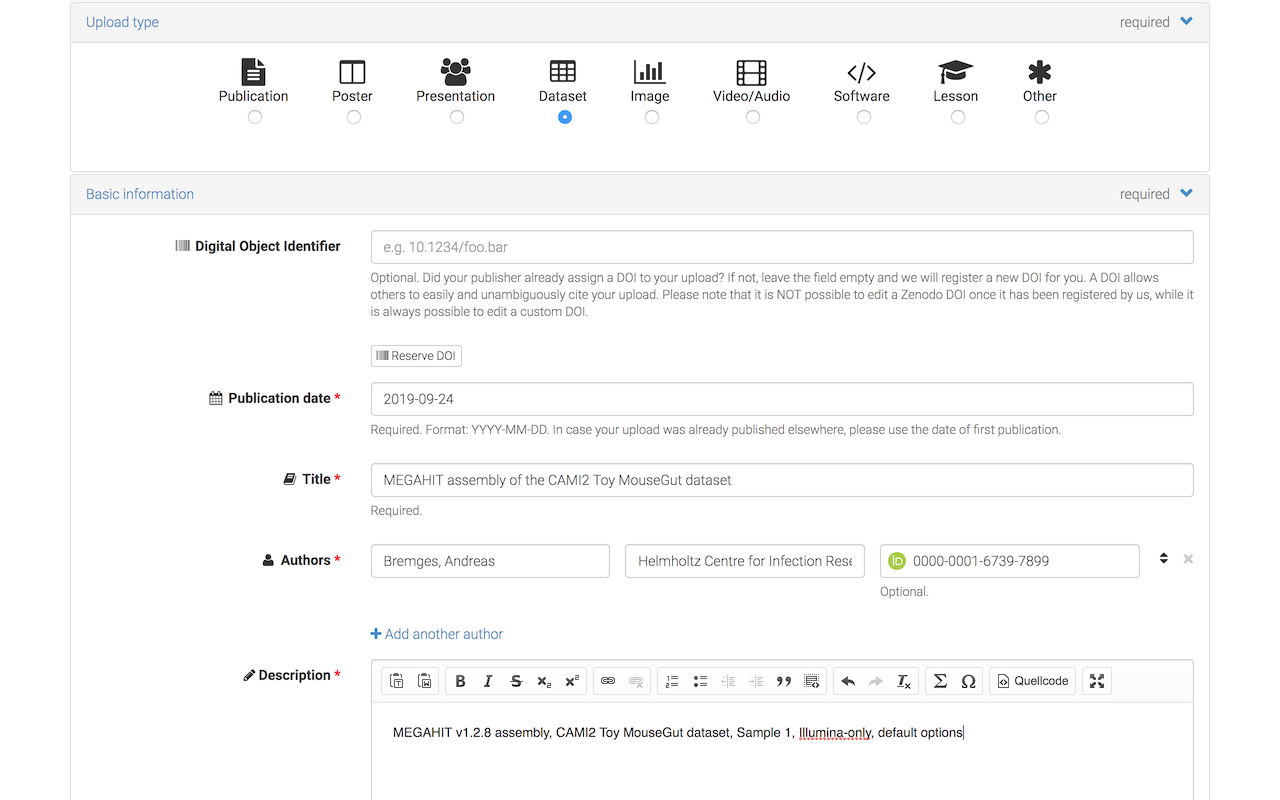 Upload type required
Publication Poster Presentation Dataset Image Video/Audio Software Lesson Other
Basic information required
Digital Object Identifier e.g. 10.1234/foo.bar
Optional. Did your publisher already assign a DOI to your upload? If not, leave the field empty and we will register a new DOI for you. A DOI allows
others to easily and unambiguously cite your upload. Please note that it is NOT possible to edit a Zenodo DOI once it has been registered by us, while it
is always possible to edit a custom DOI.
Reserve DOI
Publication date * 2019-09-24
Required. Format: YYYY-MM-DD. In case your upload was already published elsewhere, please use the date of first publication.
Title * MEGAHIT assembly of the CAMI2 Toy MouseGut dataset
Required.
Authors * Bremges, Andreas Helmholtz Centre for Infection Rese iD 0000-0001-6739-7899
Optional.
Add another author
Description * B I S x₂ x² Tx Σ Ω Quellcode
MEGAHIT v1.2.8 assembly, CAMI2 Toy MouseGut dataset, Sample 1, Illumina-only, default options